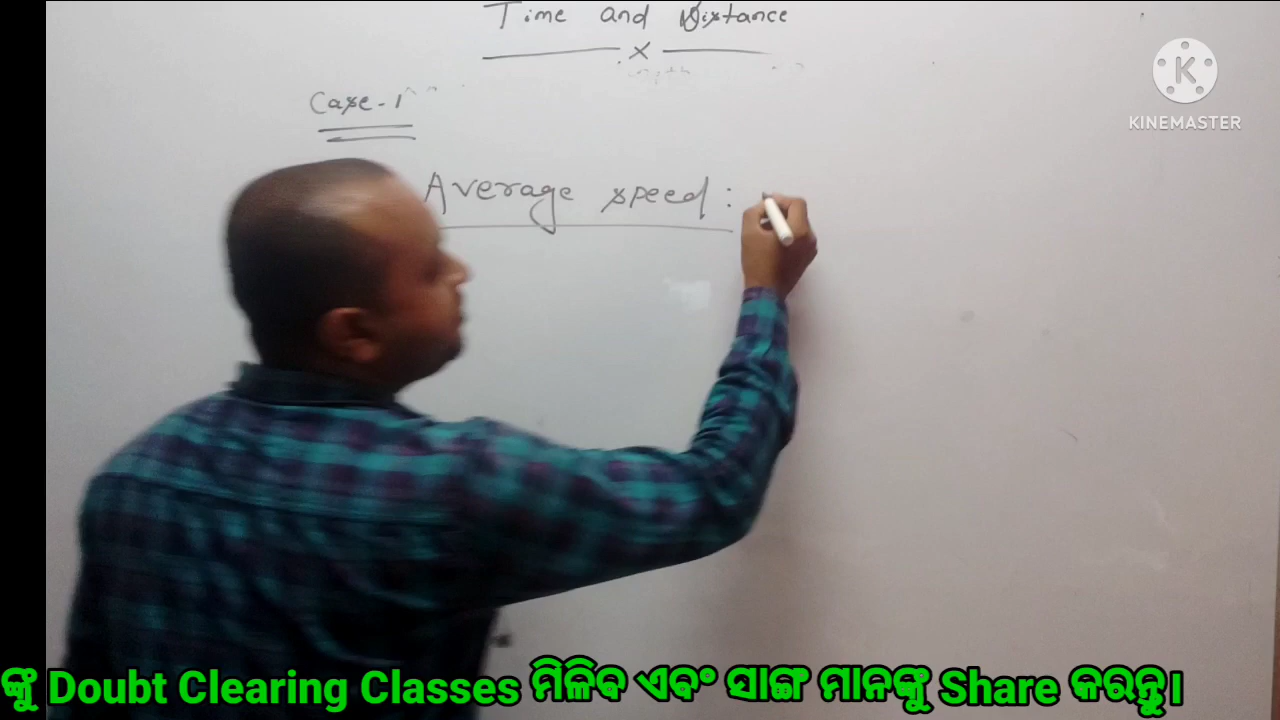 Time and Distance
x
Case-1
Average speed:
KINEMASTER
ଙ୍କୁ Doubt Clearing Classes ମିଳିବ ଏବଂ ସାଙ୍ଗ ମାନଙ୍କୁ Share କରନ୍ତୁ।